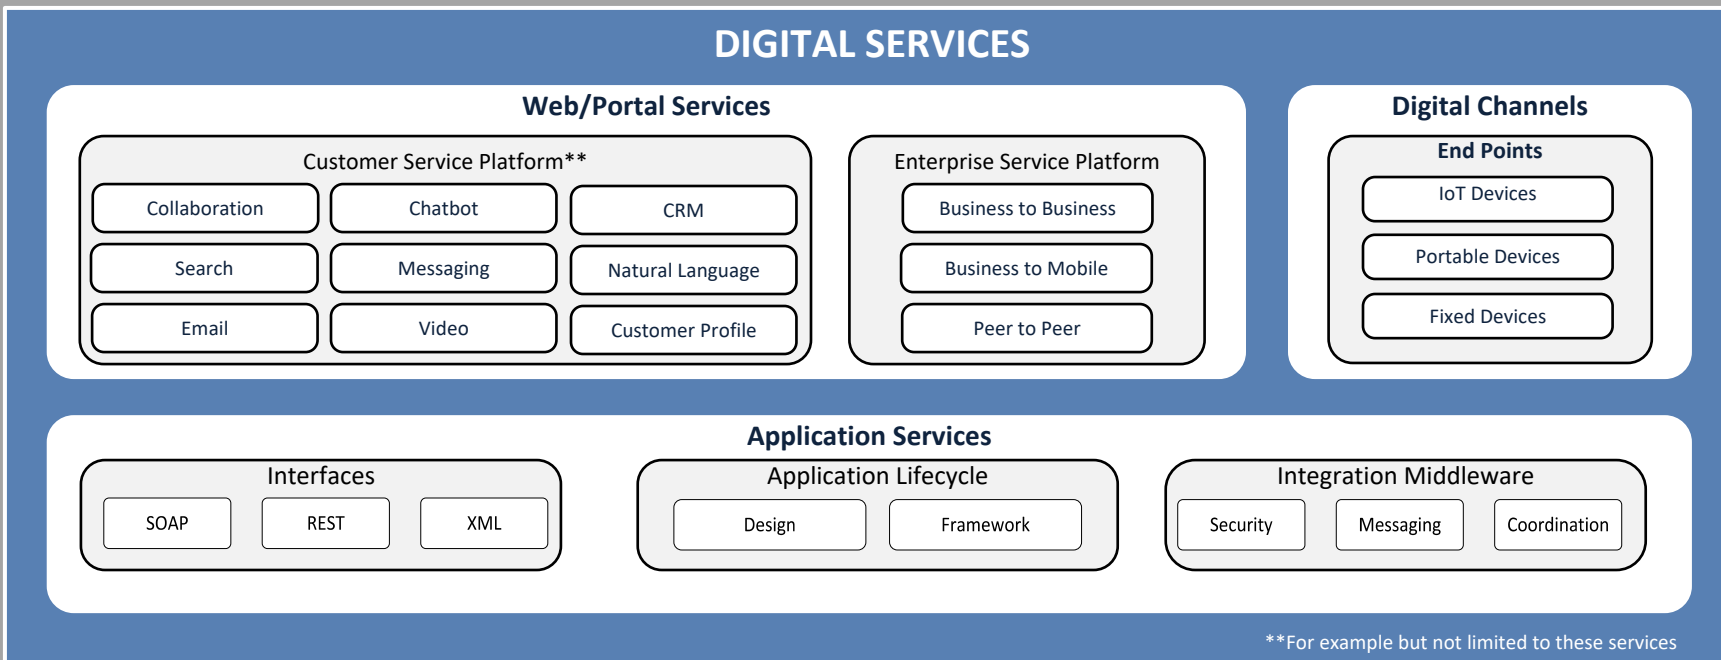 DIGITAL SERVICES
Web/Portal Services
Customer Service Platform**
Collaboration
Chatbot
CRM
Search
Messaging
Natural Language
Email
Video
Customer Profile
Enterprise Service Platform
Business to Business
Business to Mobile
Peer to Peer
Digital Channels
End Points
IoT Devices
Portable Devices
Fixed Devices
Application Services
Interfaces
SOAP
REST
XML
Application Lifecycle
Design
Framework
Integration Middleware
Security
Messaging
Coordination
**For example but not limited to these services